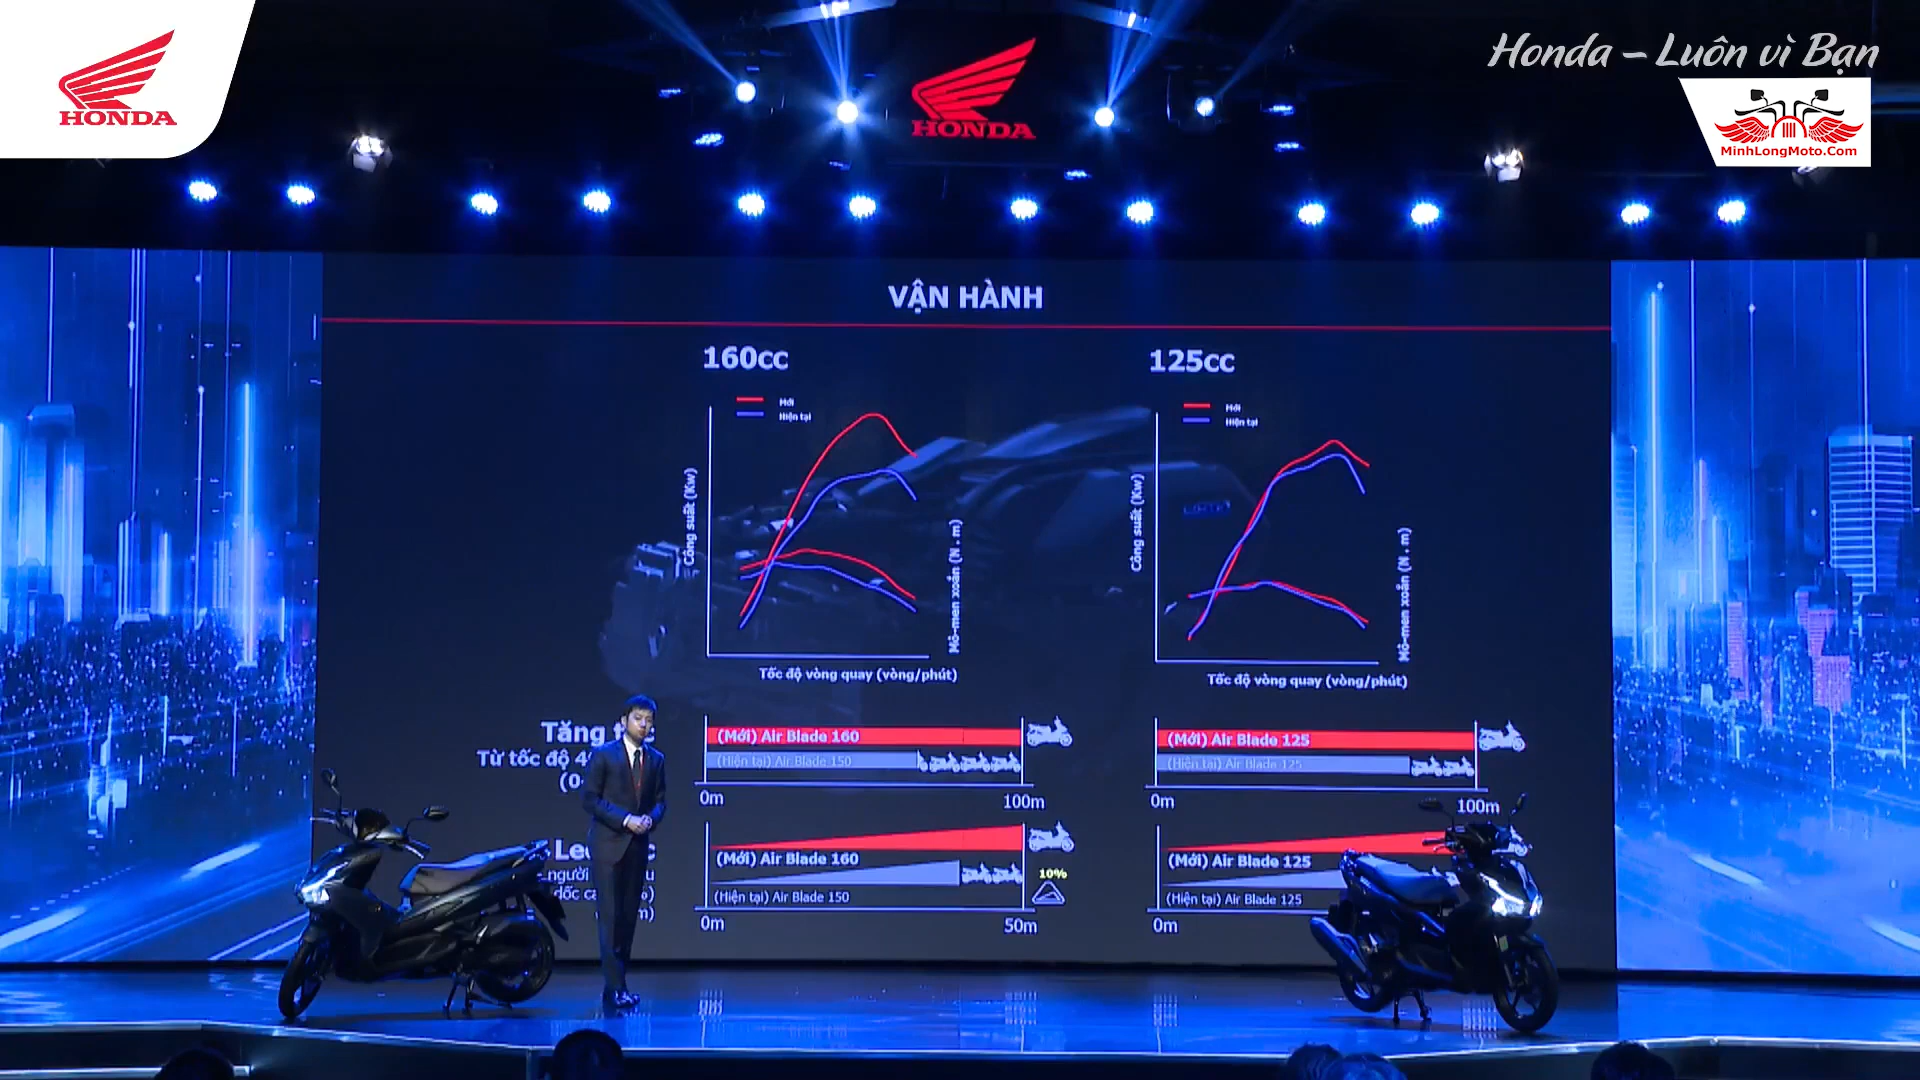 HONDA
HONDA
Honda – Luôn vì Bạn
MinhLongMoto.Com
VẬN HÀNH
160cc
Mới
Hiện tại
Công suất (Kw)
Mô-men xoắn (N . m)
Tốc độ vòng quay (vòng/phút)
125cc
Mới
Hiện tại
Công suất (Kw)
Mô-men xoắn (N . m)
Tốc độ vòng quay (vòng/phút)
Tăng
Từ tốc độ
(Mới) Air Blade 160
(Hiện tại) Air Blade 150
0m 100m
(Mới) Air Blade 125
(Hiện tại) Air Blade 125
0m 100m
người
dốc
(Mới) Air Blade 160
(Hiện tại) Air Blade 150
10%
0m 50m
(Mới) Air Blade 125
(Hiện tại) Air Blade 125
0m